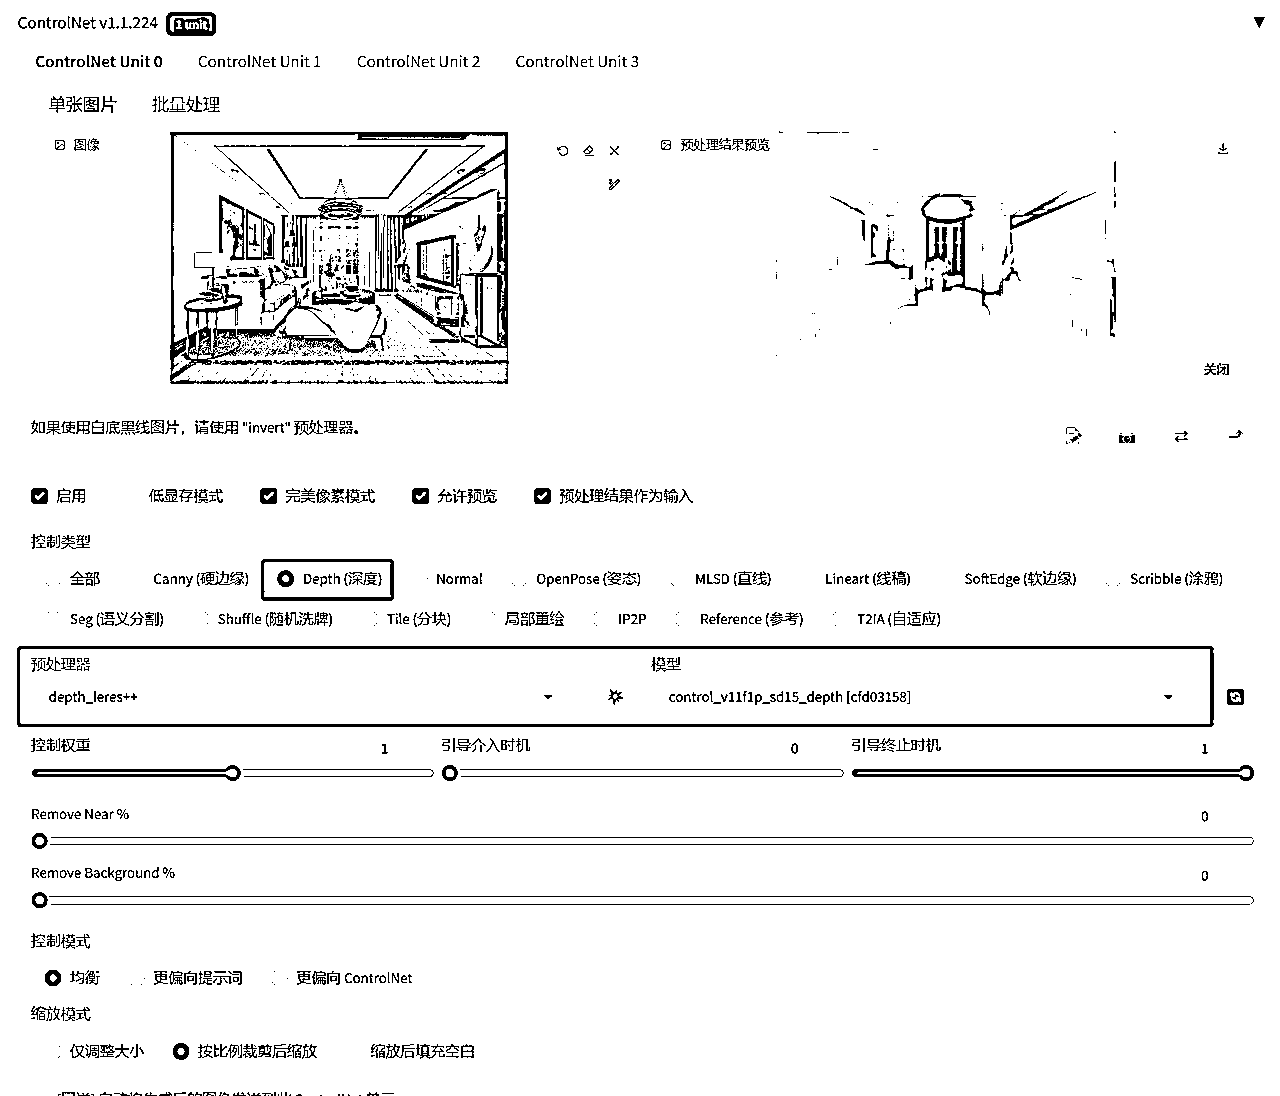 ControlNet v1.1.224 1 unit
ControlNet Unit 0 ControlNet Unit 1 ControlNet Unit 2 ControlNet Unit 3
单张图片 批量处理
图像 预处理结果预览
关闭
如果使用白底黑线图片，请使用 "invert" 预处理器。
启用 低显存模式 完美像素模式 允许预览 预处理结果作为输入
控制类型
全部 Canny (硬边缘) Depth (深度) Normal OpenPose (姿态) MLSD (直线) Lineart (线稿) SoftEdge (软边缘) Scribble (涂鸦)
Seg (语义分割) Shuffle (随机洗牌) Tile (分块) 局部重绘 IP2P Reference (参考) T2IA (自适应)
预处理器 模型
depth_leres++ control_v11f1p_sd15_depth [cfd03158]
控制权重 1 引导介入时机 0 引导终止时机 1
Remove Near % 0
Remove Background % 0
控制模式
均衡 更偏向提示词 更偏向 ControlNet
缩放模式
仅调整大小 按比例裁剪后缩放 缩放后填充空白